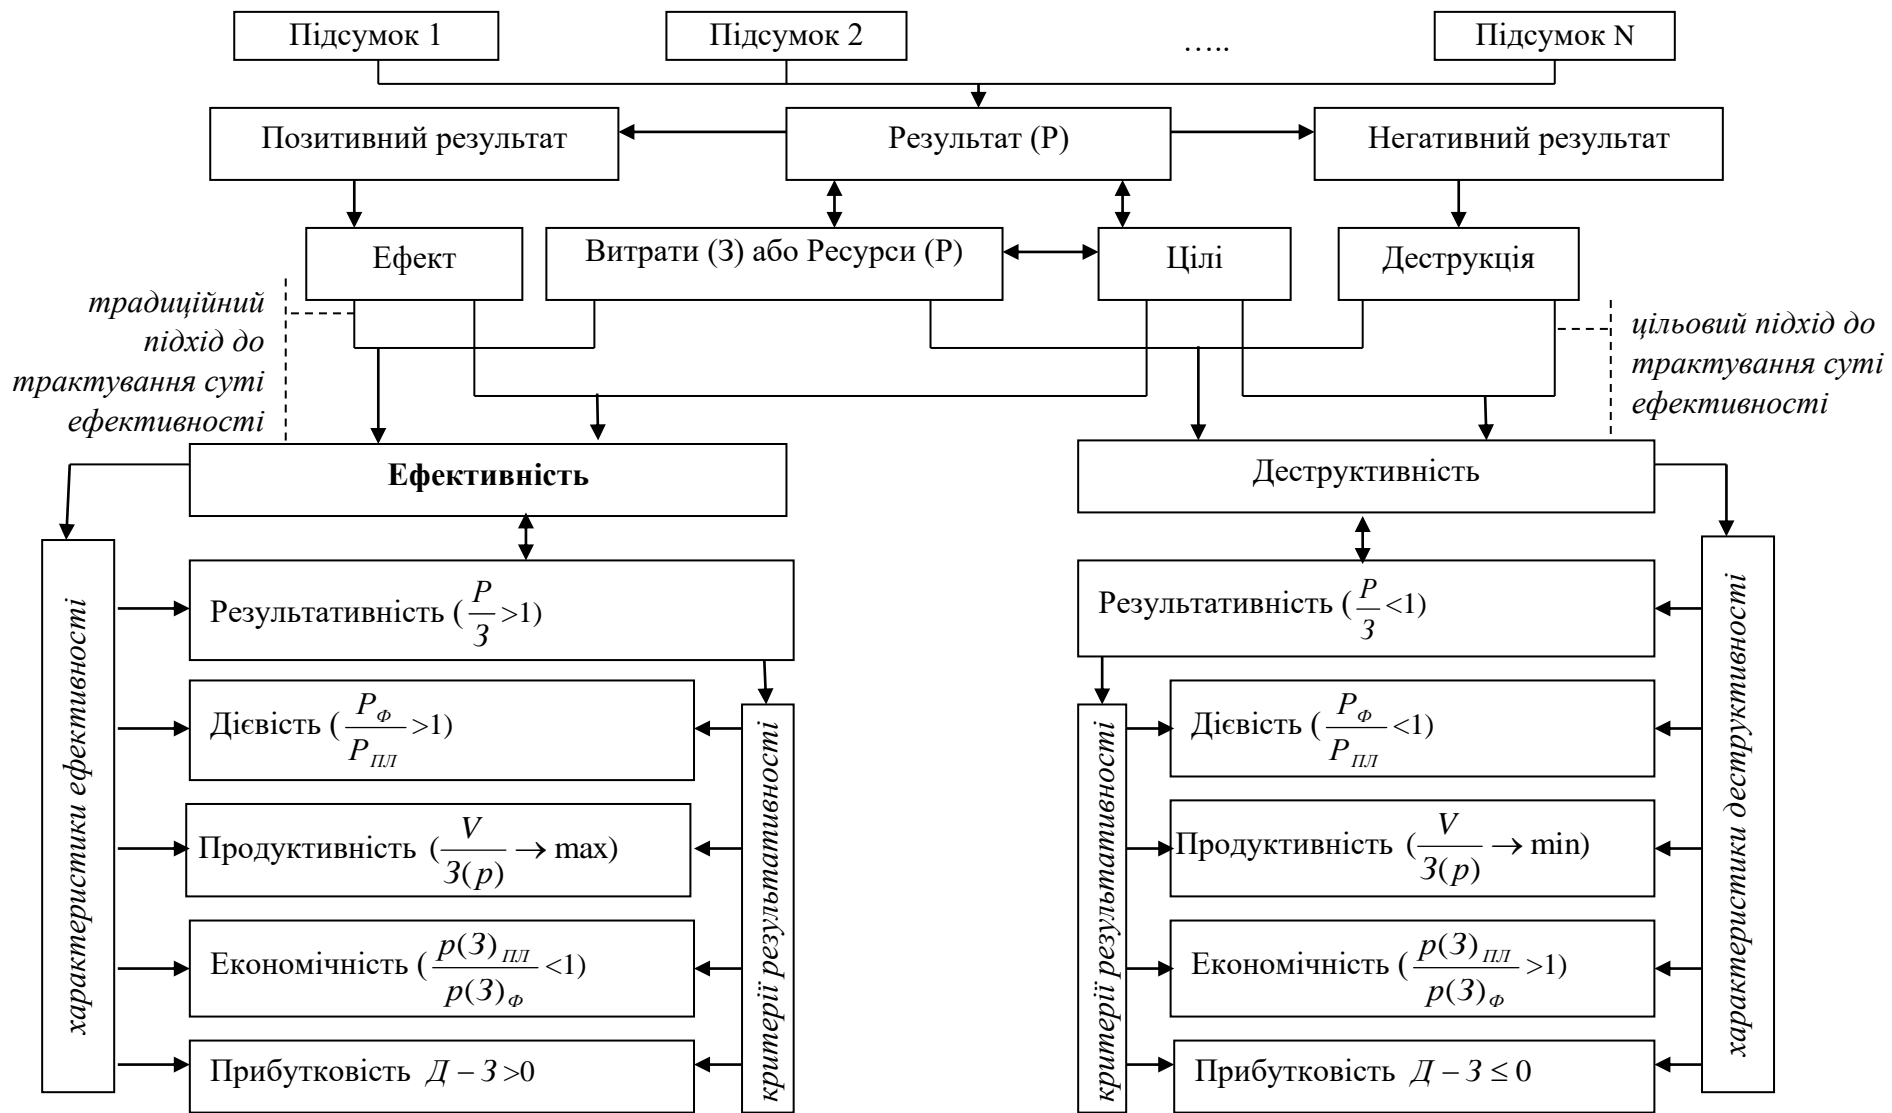 Підсумок 1
Підсумок 2
…..
Підсумок N
Позитивний результат
Результат (Р)
Негативний результат
Ефект
Витрати (З) або Ресурси (Р)
Цілі
Деструкція
традиційний
підхід до
трактування суті
ефективності
цільовий підхід до
трактування суті
ефективності
Ефективність
Деструктивність
характеристики ефективності
Результативність (Р/З >1)
Дієвість (Р_Ф/Р_ПЛ >1)
Продуктивність (V/З(р) → max)
Економічність (р(З)_ПЛ/р(З)_Ф <1)
Прибутковість Д − З >0
критерії результативності
критерії результативності
Результативність (Р/З <1)
Дієвість (Р_Ф/Р_ПЛ <1)
Продуктивність (V/З(р) → min)
Економічність (р(З)_ПЛ/р(З)_Ф >1)
Прибутковість Д − З ≤ 0
характеристики деструктивності